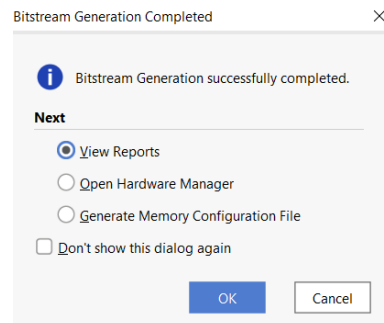 Bitstream Generation Completed
Bitstream Generation successfully completed.
Next
View Reports
Open Hardware Manager
Generate Memory Configuration File
Don't show this dialog again
OK
Cancel